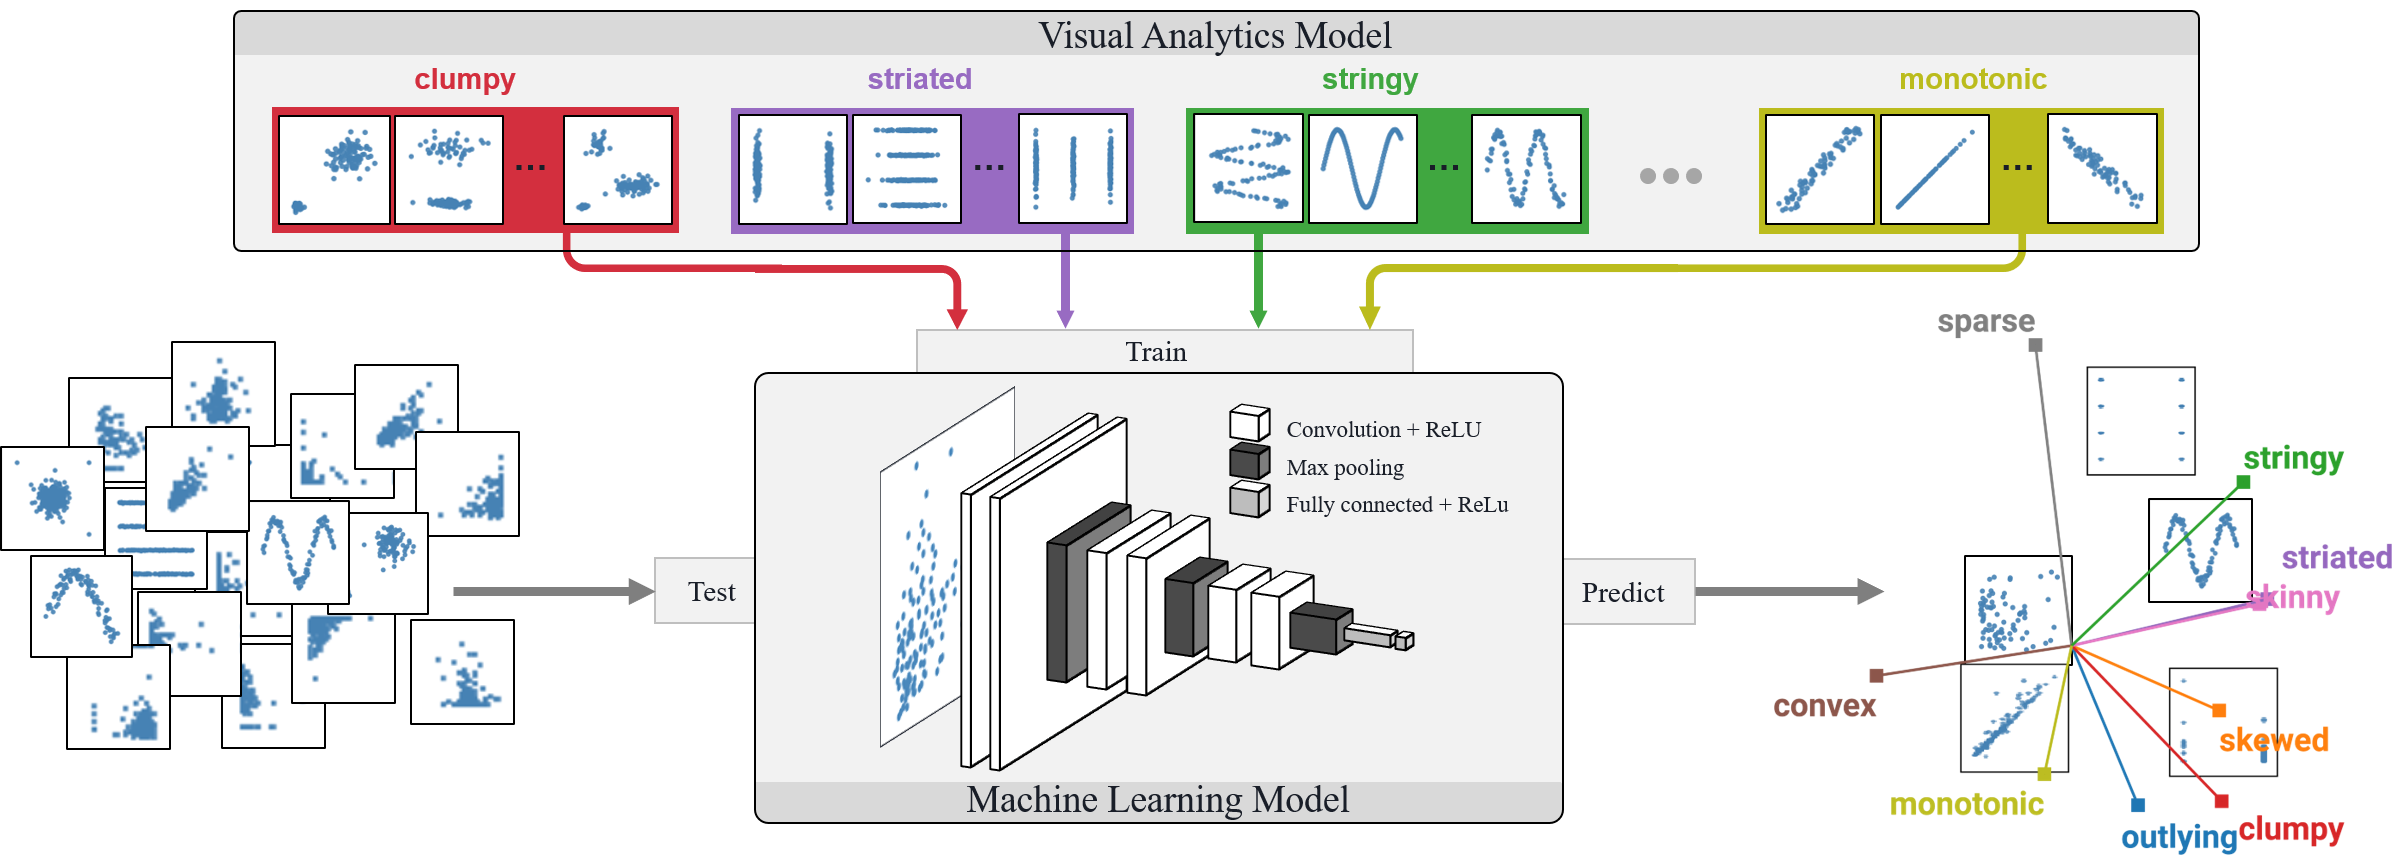 Visual Analytics Model
clumpy
striated
stringy
monotonic
...
...
...
...
Train
Convolution + ReLU
Max pooling
Fully connected + ReLu
Test
Predict
Machine Learning Model
sparse
stringy
striated
skinny
convex
skewed
monotonic
outlying
clumpy